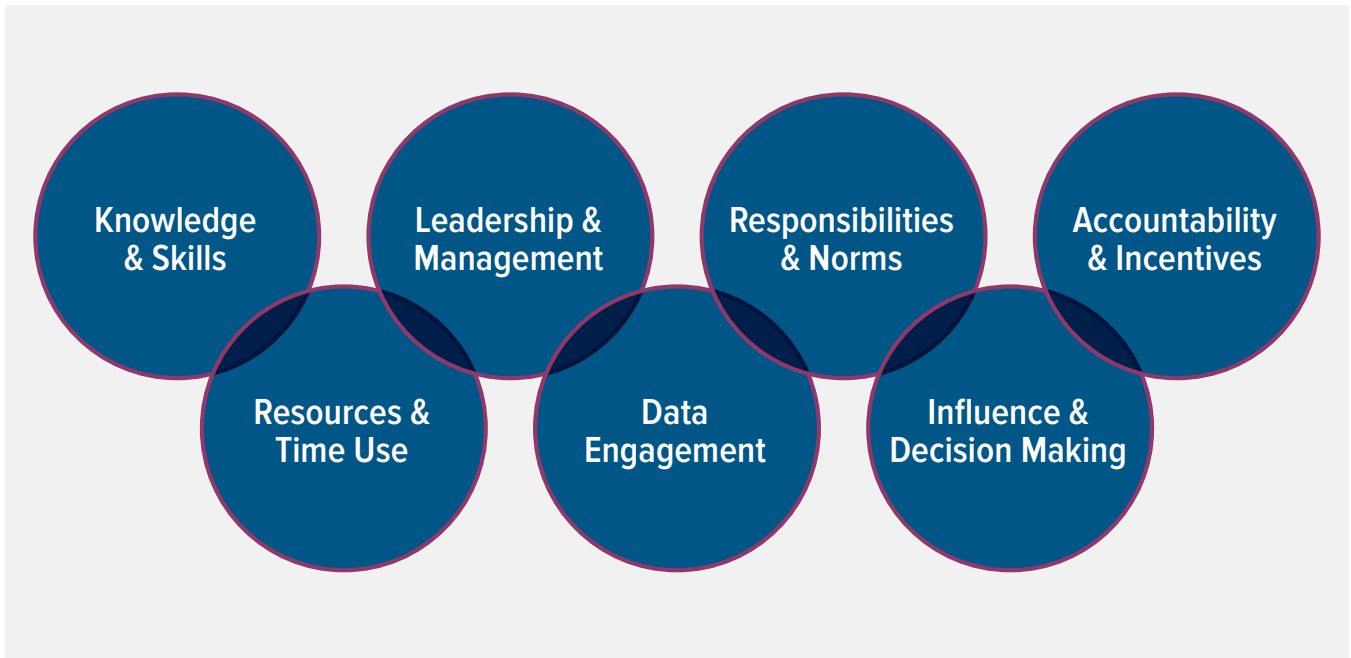 Knowledge
& Skills
Leadership &
Management
Responsibilities
& Norms
Accountability
& Incentives
Resources &
Time Use
Data
Engagement
Influence &
Decision Making